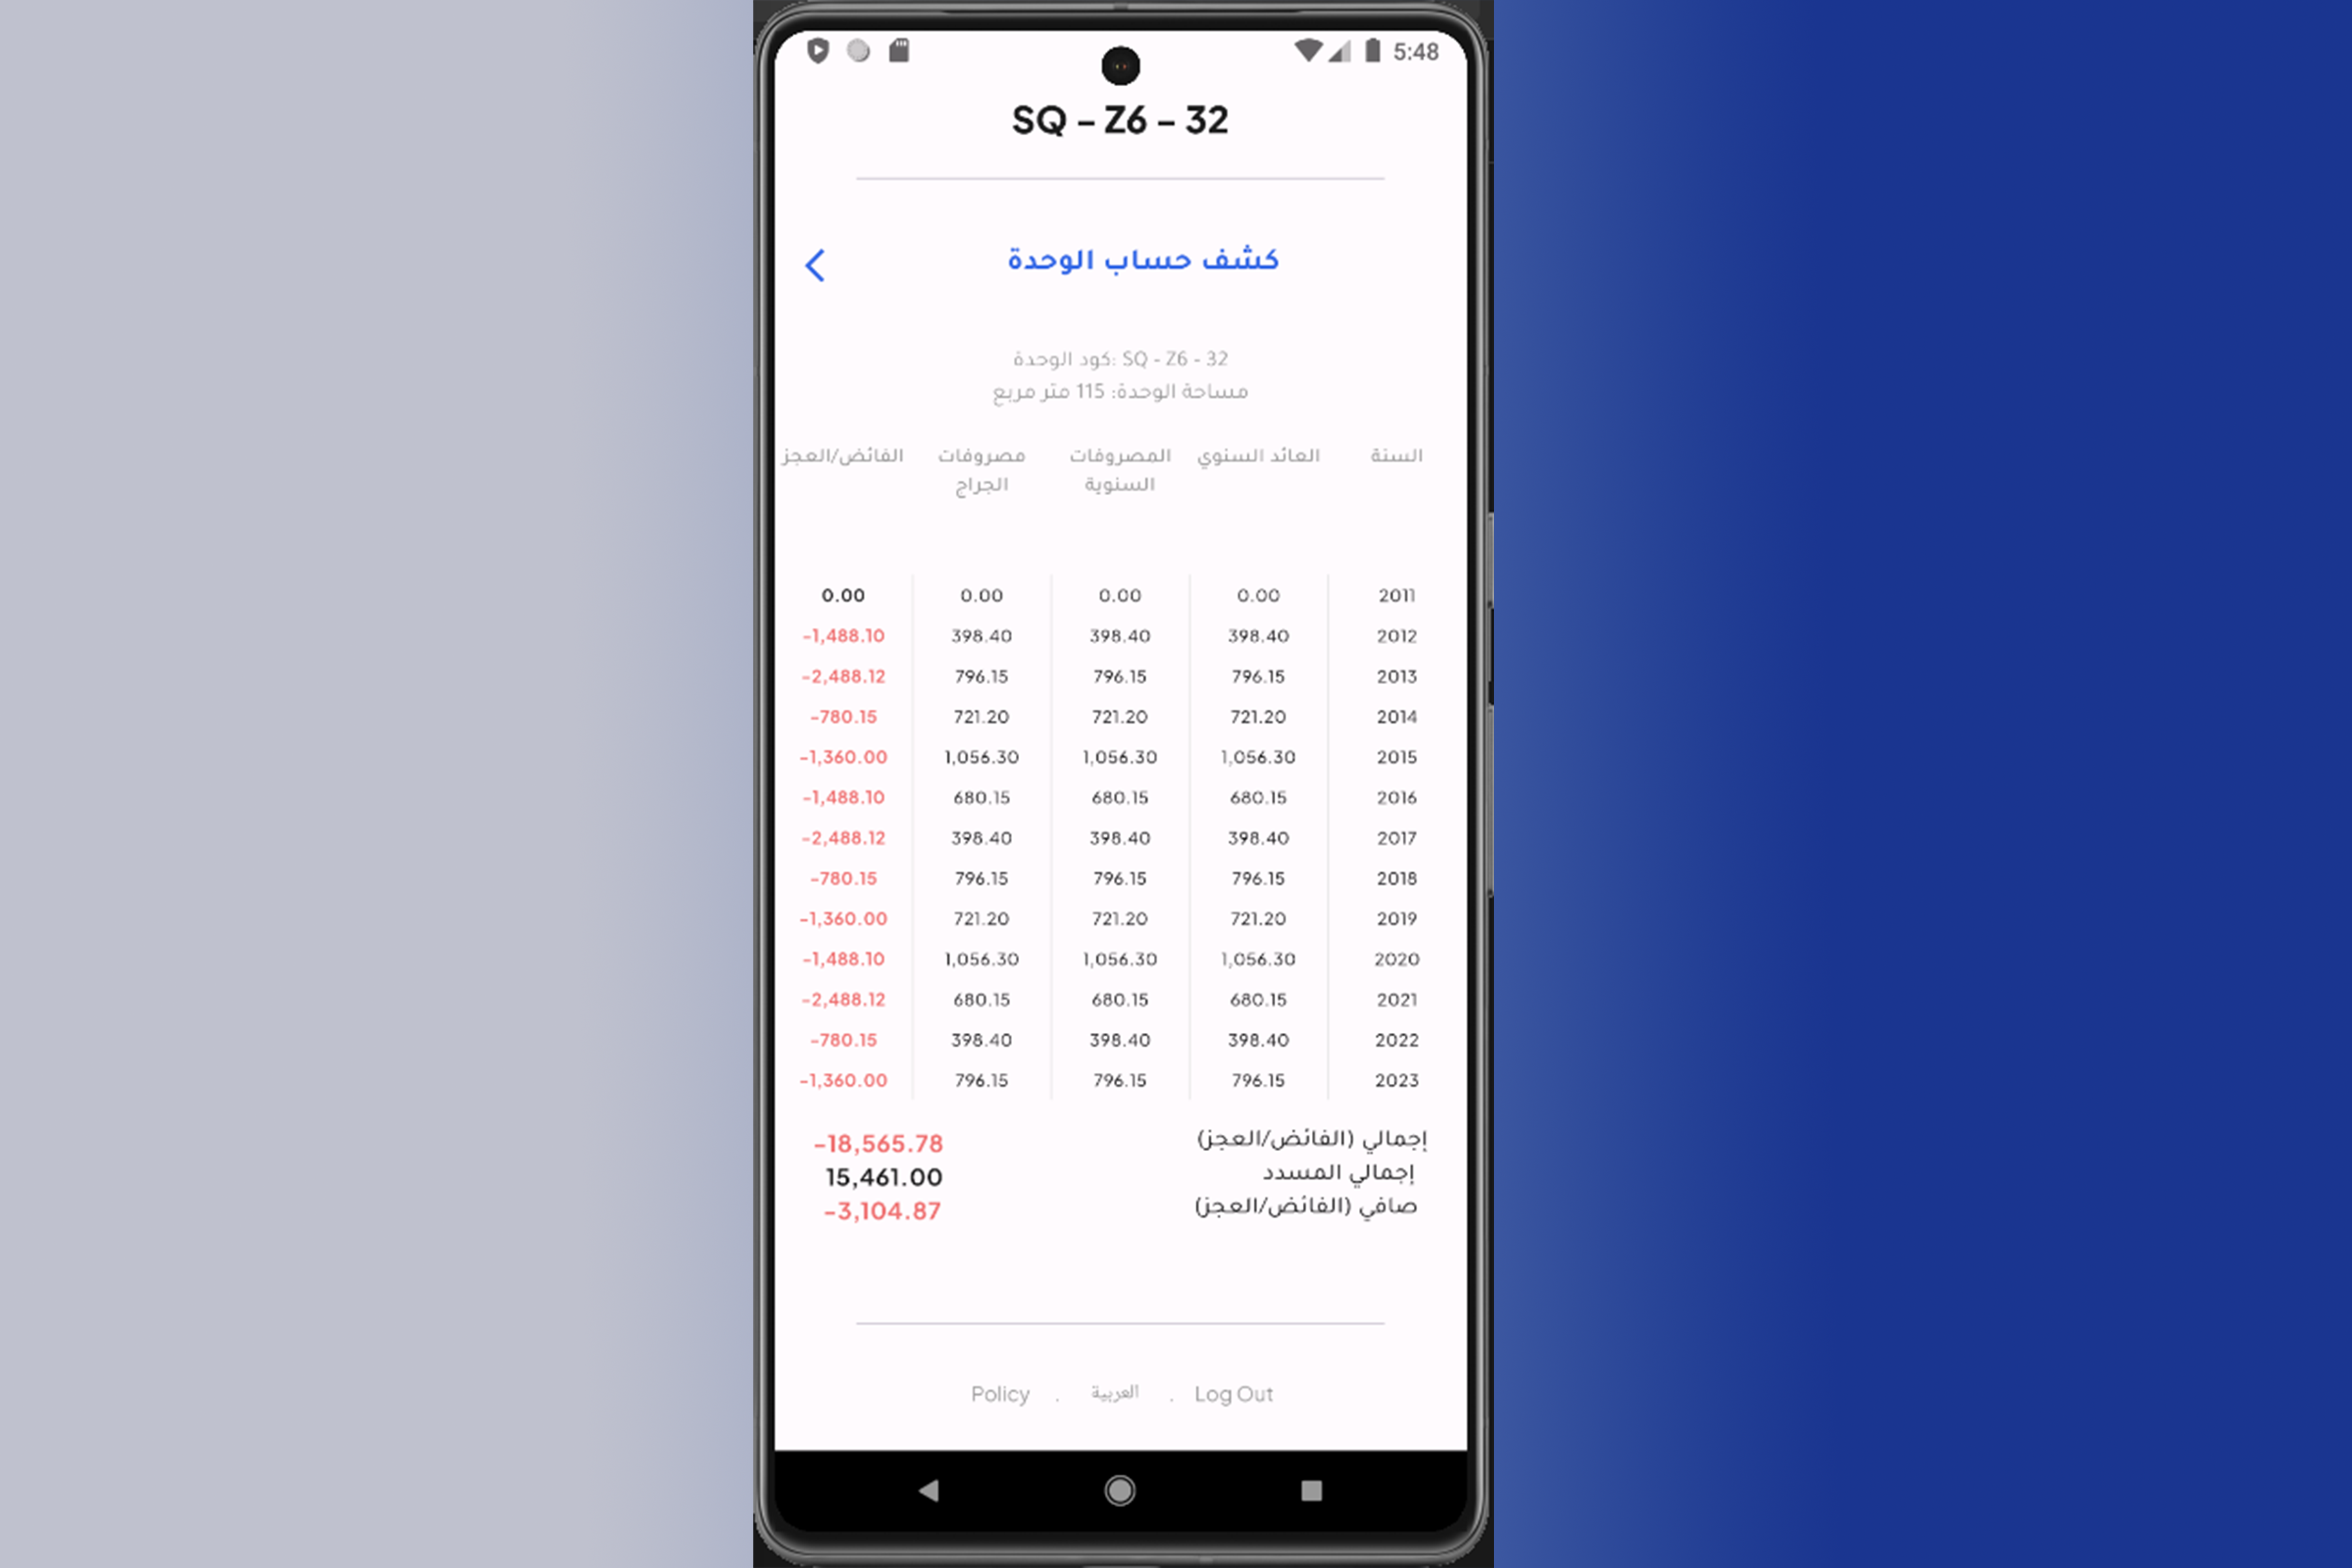 5:48
SQ - Z6 - 32
كشف حساب الوحدة
SQ - Z6 - 32 :كود الوحدة
مساحة الوحدة: 115 متر مربع
السنة العائد السنوي المصروفات السنوية مصروفات الجراج الفائض/العجز
2011 0.00 0.00 0.00 0.00
2012 398.40 398.40 398.40 -1,488.10
2013 796.15 796.15 796.15 -2,488.12
2014 721.20 721.20 721.20 -780.15
2015 1,056.30 1,056.30 1,056.30 -1,360.00
2016 680.15 680.15 680.15 -1,488.10
2017 398.40 398.40 398.40 -2,488.12
2018 796.15 796.15 796.15 -780.15
2019 721.20 721.20 721.20 -1,360.00
2020 1,056.30 1,056.30 1,056.30 -1,488.10
2021 680.15 680.15 680.15 -2,488.12
2022 398.40 398.40 398.40 -780.15
2023 796.15 796.15 796.15 -1,360.00
إجمالي (الفائض/العجز) -18,565.78
إجمالي المسدد 15,461.00
صافي (الفائض/العجز) -3,104.87
Policy . العربية . Log Out